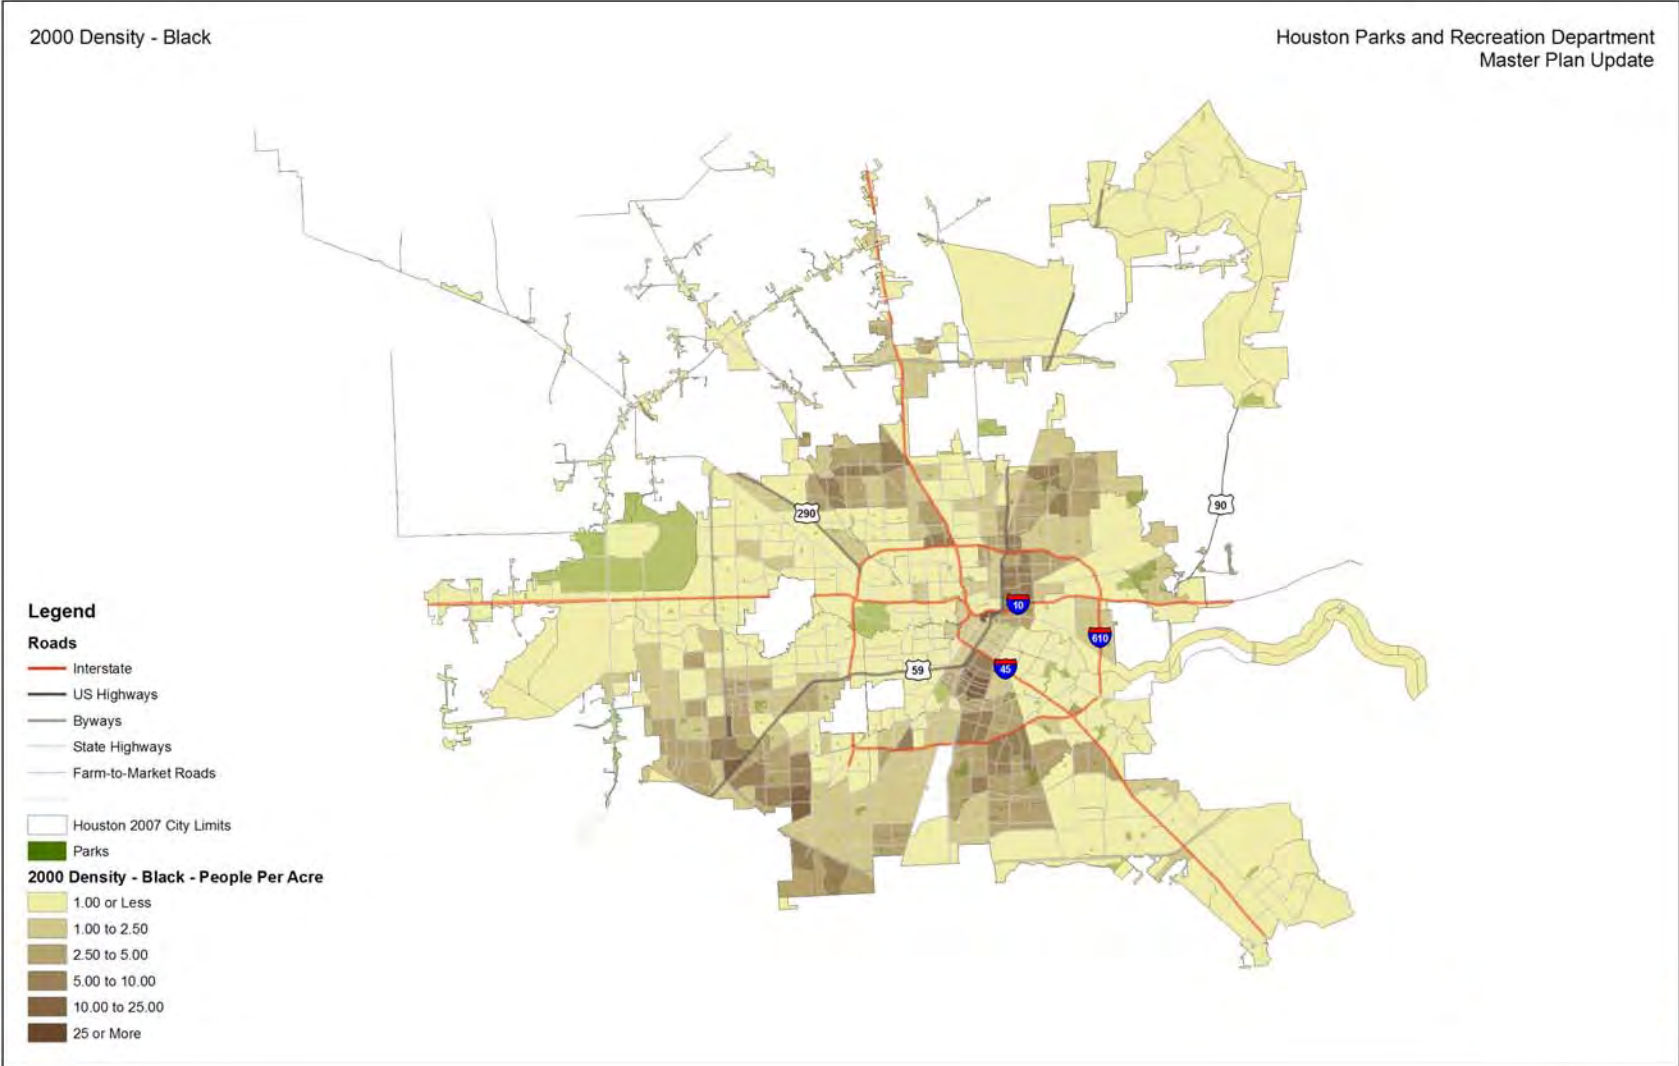 2000 Density - Black
Houston Parks and Recreation Department
Master Plan Update
290
90
10
610
59
45
Legend
Roads
Interstate
US Highways
Byways
State Highways
Farm-to-Market Roads
Houston 2007 City Limits
Parks
2000 Density - Black - People Per Acre
1.00 or Less
1.00 to 2.50
2.50 to 5.00
5.00 to 10.00
10.00 to 25.00
25 or More